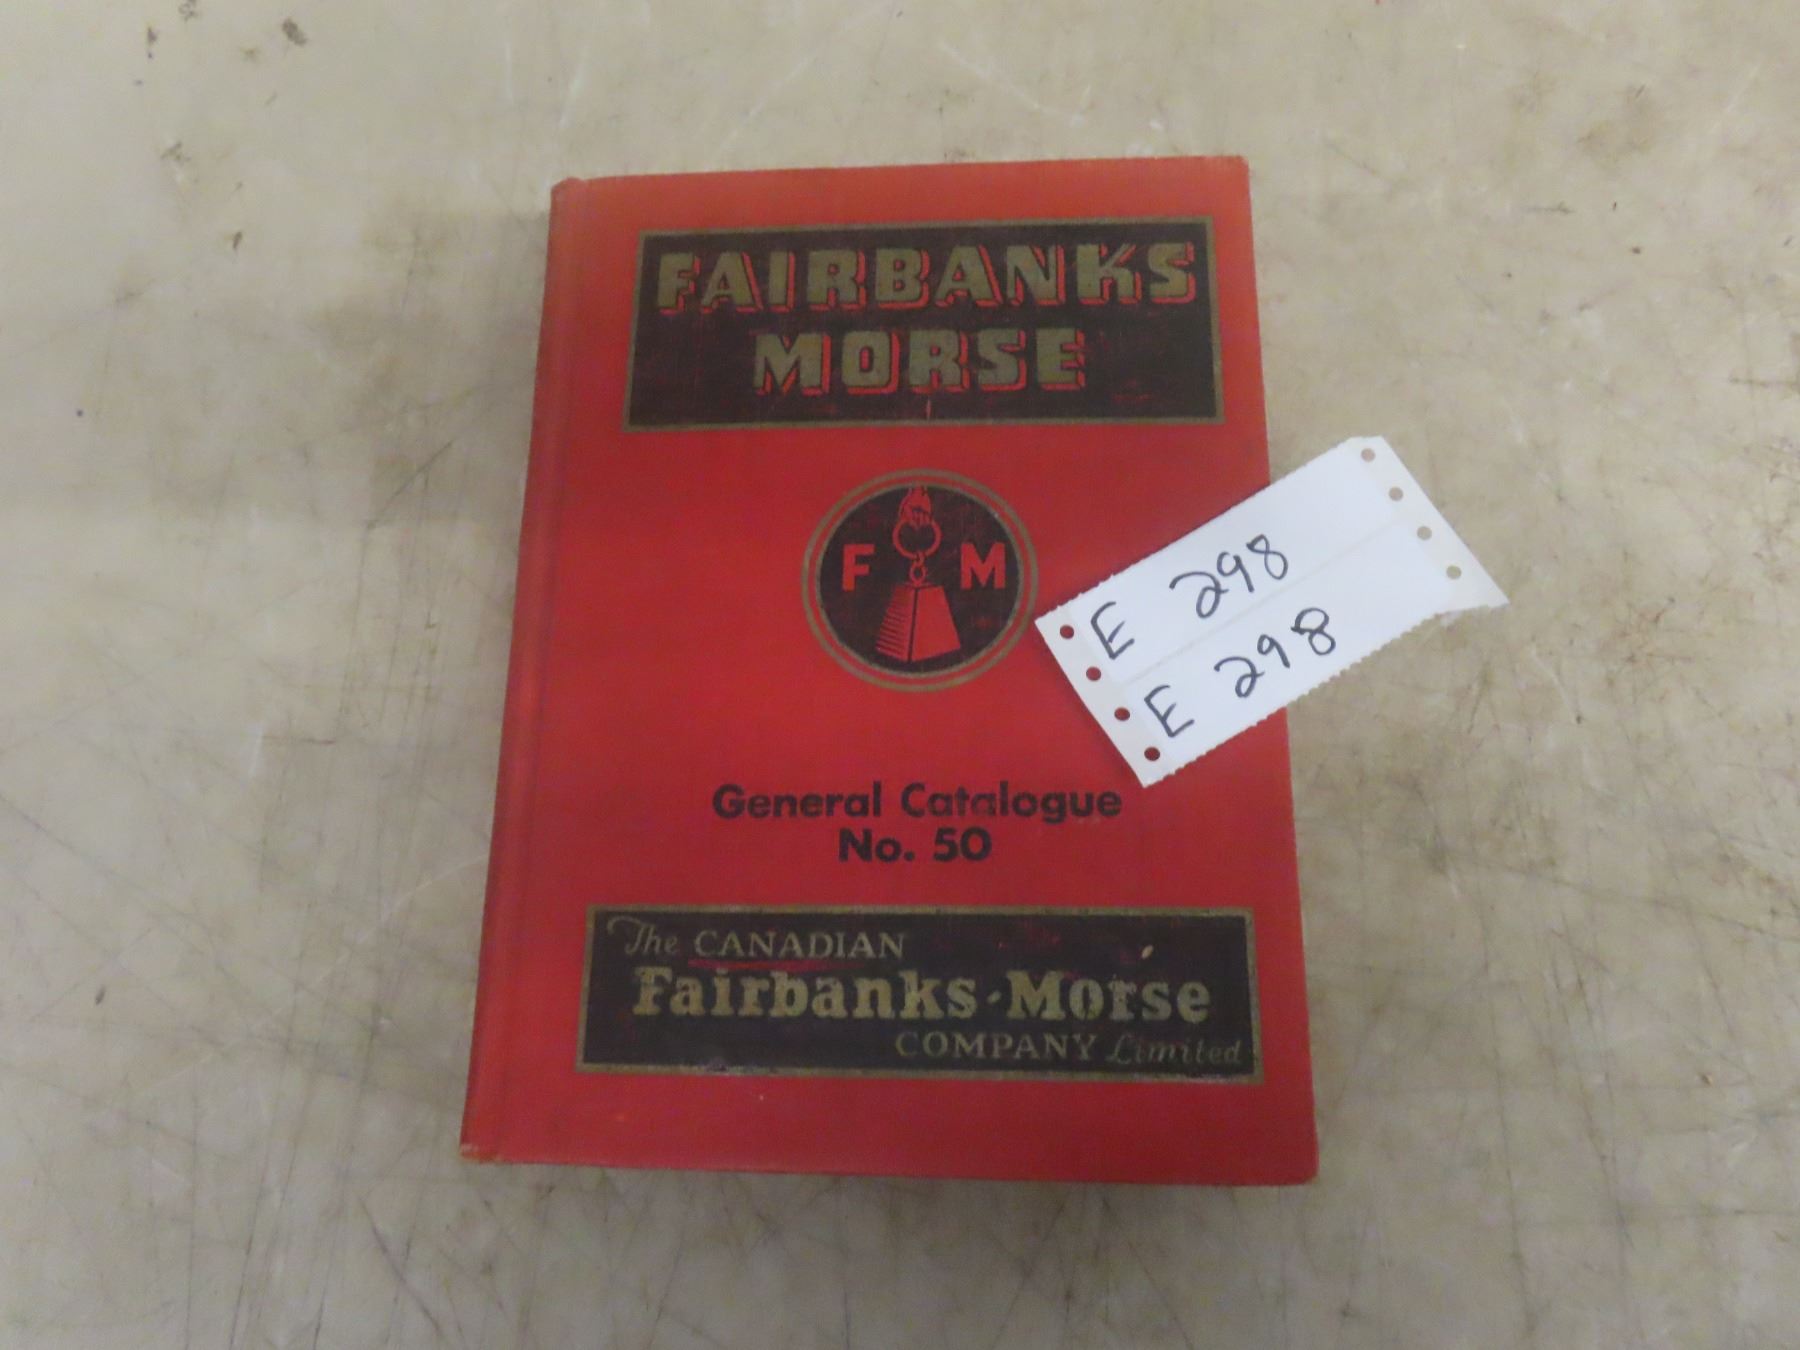 FAIRBANKS
MORSE
F M
E 298
E 298
General Catalogue
No. 50
The CANADIAN
Fairbanks-Morse
COMPANY Limited